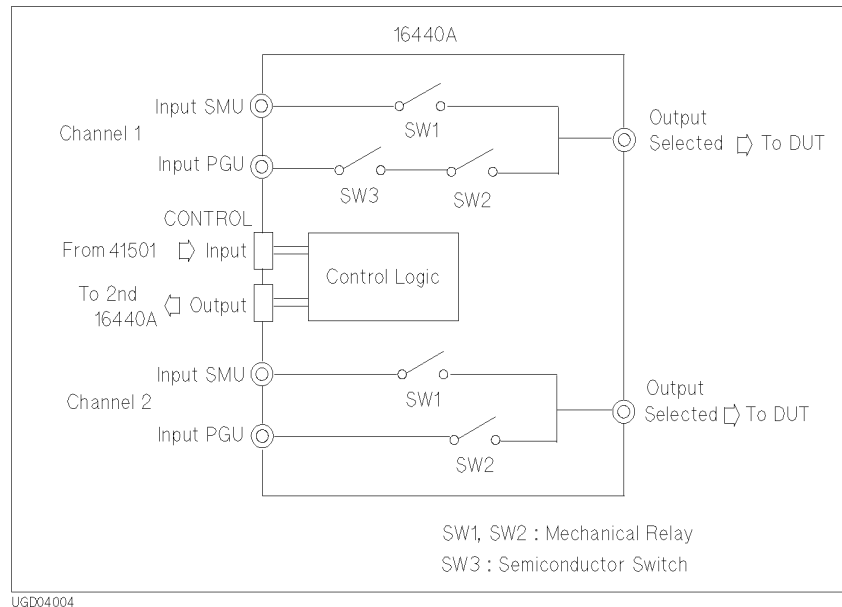 16440A
Input SMU
Channel 1
SW1
Output
Selected To DUT
Input PGU
SW3
SW2
CONTROL
From 41501 Input
Control Logic
To 2nd
16440A
Output
Input SMU
Channel 2
SW1
Output
Selected To DUT
Input PGU
SW2
SW1, SW2 : Mechanical Relay
SW3 : Semiconductor Switch
UGD04004